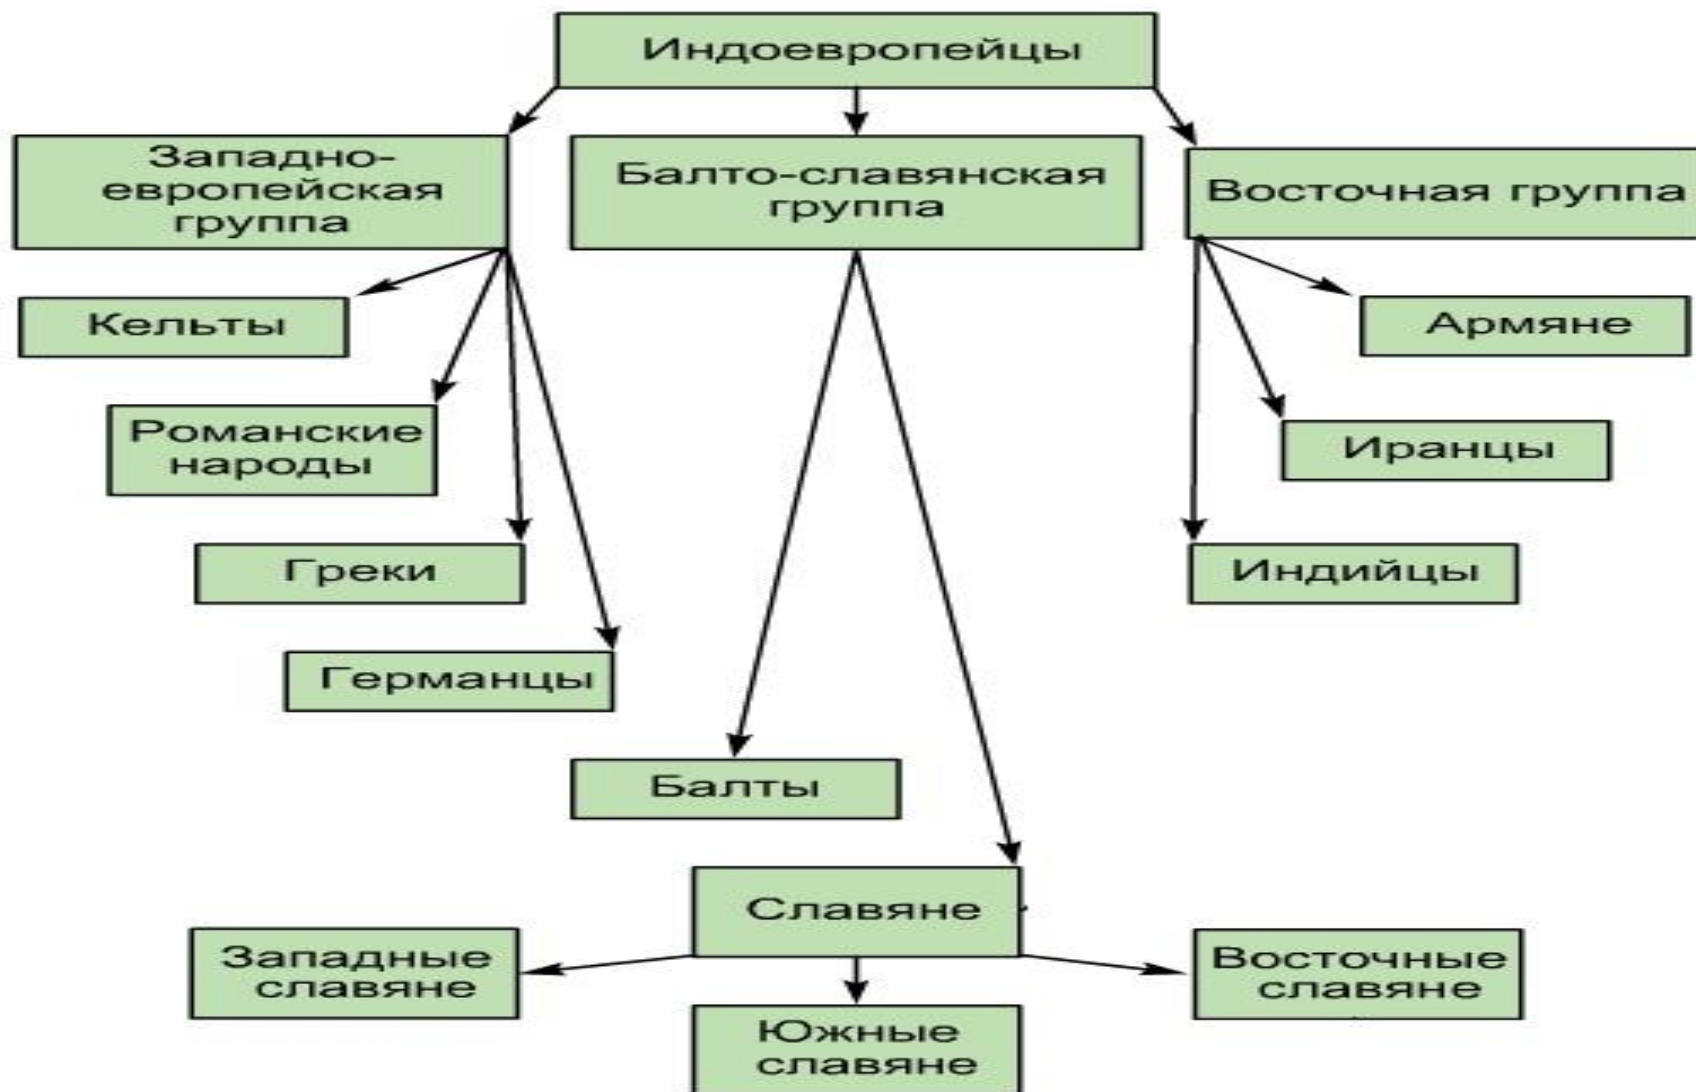 Индоевропейцы
Западно-
европейская
группа
Балто-славянская
группа
Восточная группа
Кельты
Армяне
Романские
народы
Иранцы
Греки
Индийцы
Германцы
Балты
Славяне
Западные
славяне
Восточные
славяне
Южные
славяне